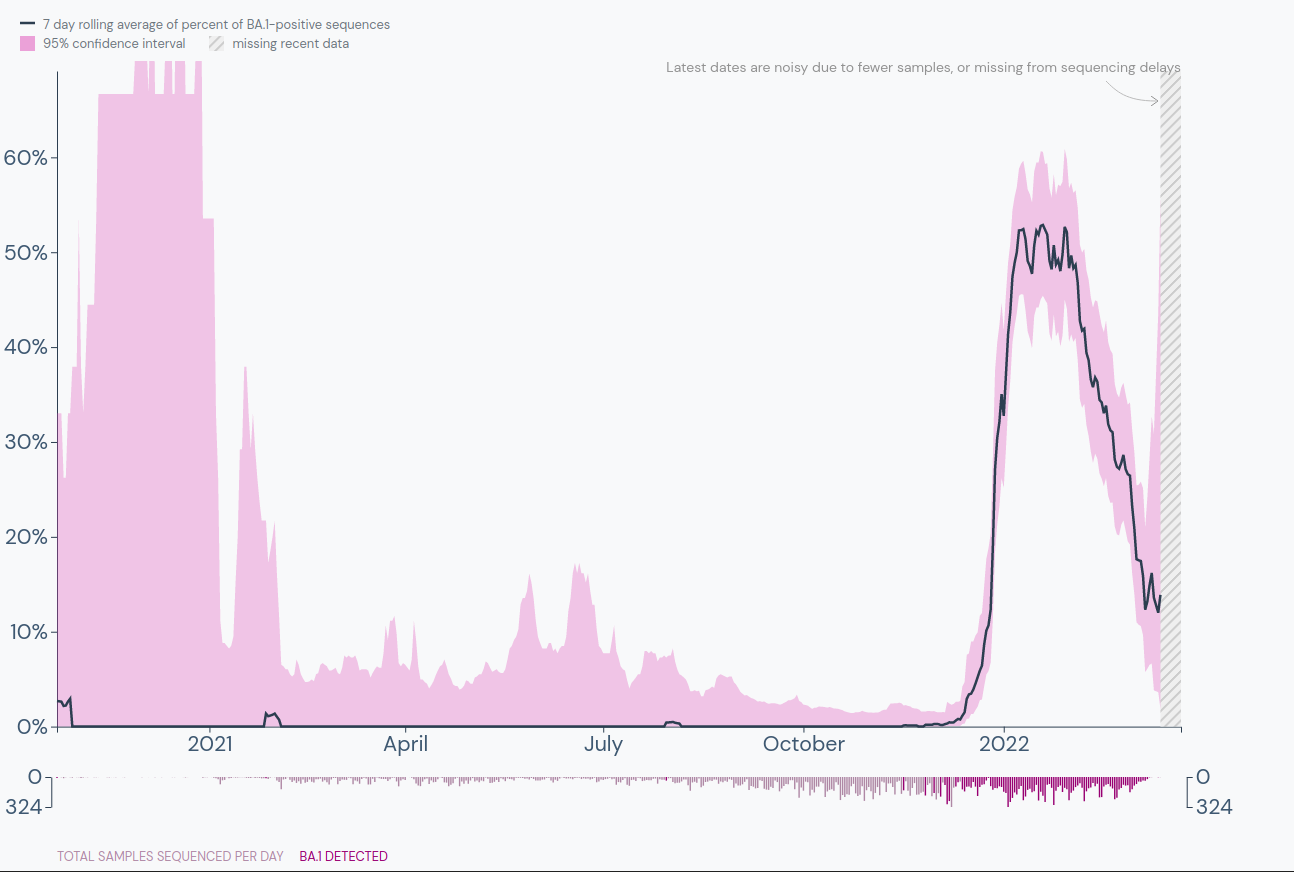 7 day rolling average of percent of BA.1-positive sequences
95% confidence interval missing recent data
Latest dates are noisy due to fewer samples, or missing from sequencing delays
60%
50%
40%
30%
20%
10%
0%
2021 April July October 2022
0 0
324 324
TOTAL SAMPLES SEQUENCED PER DAY BA.1 DETECTED